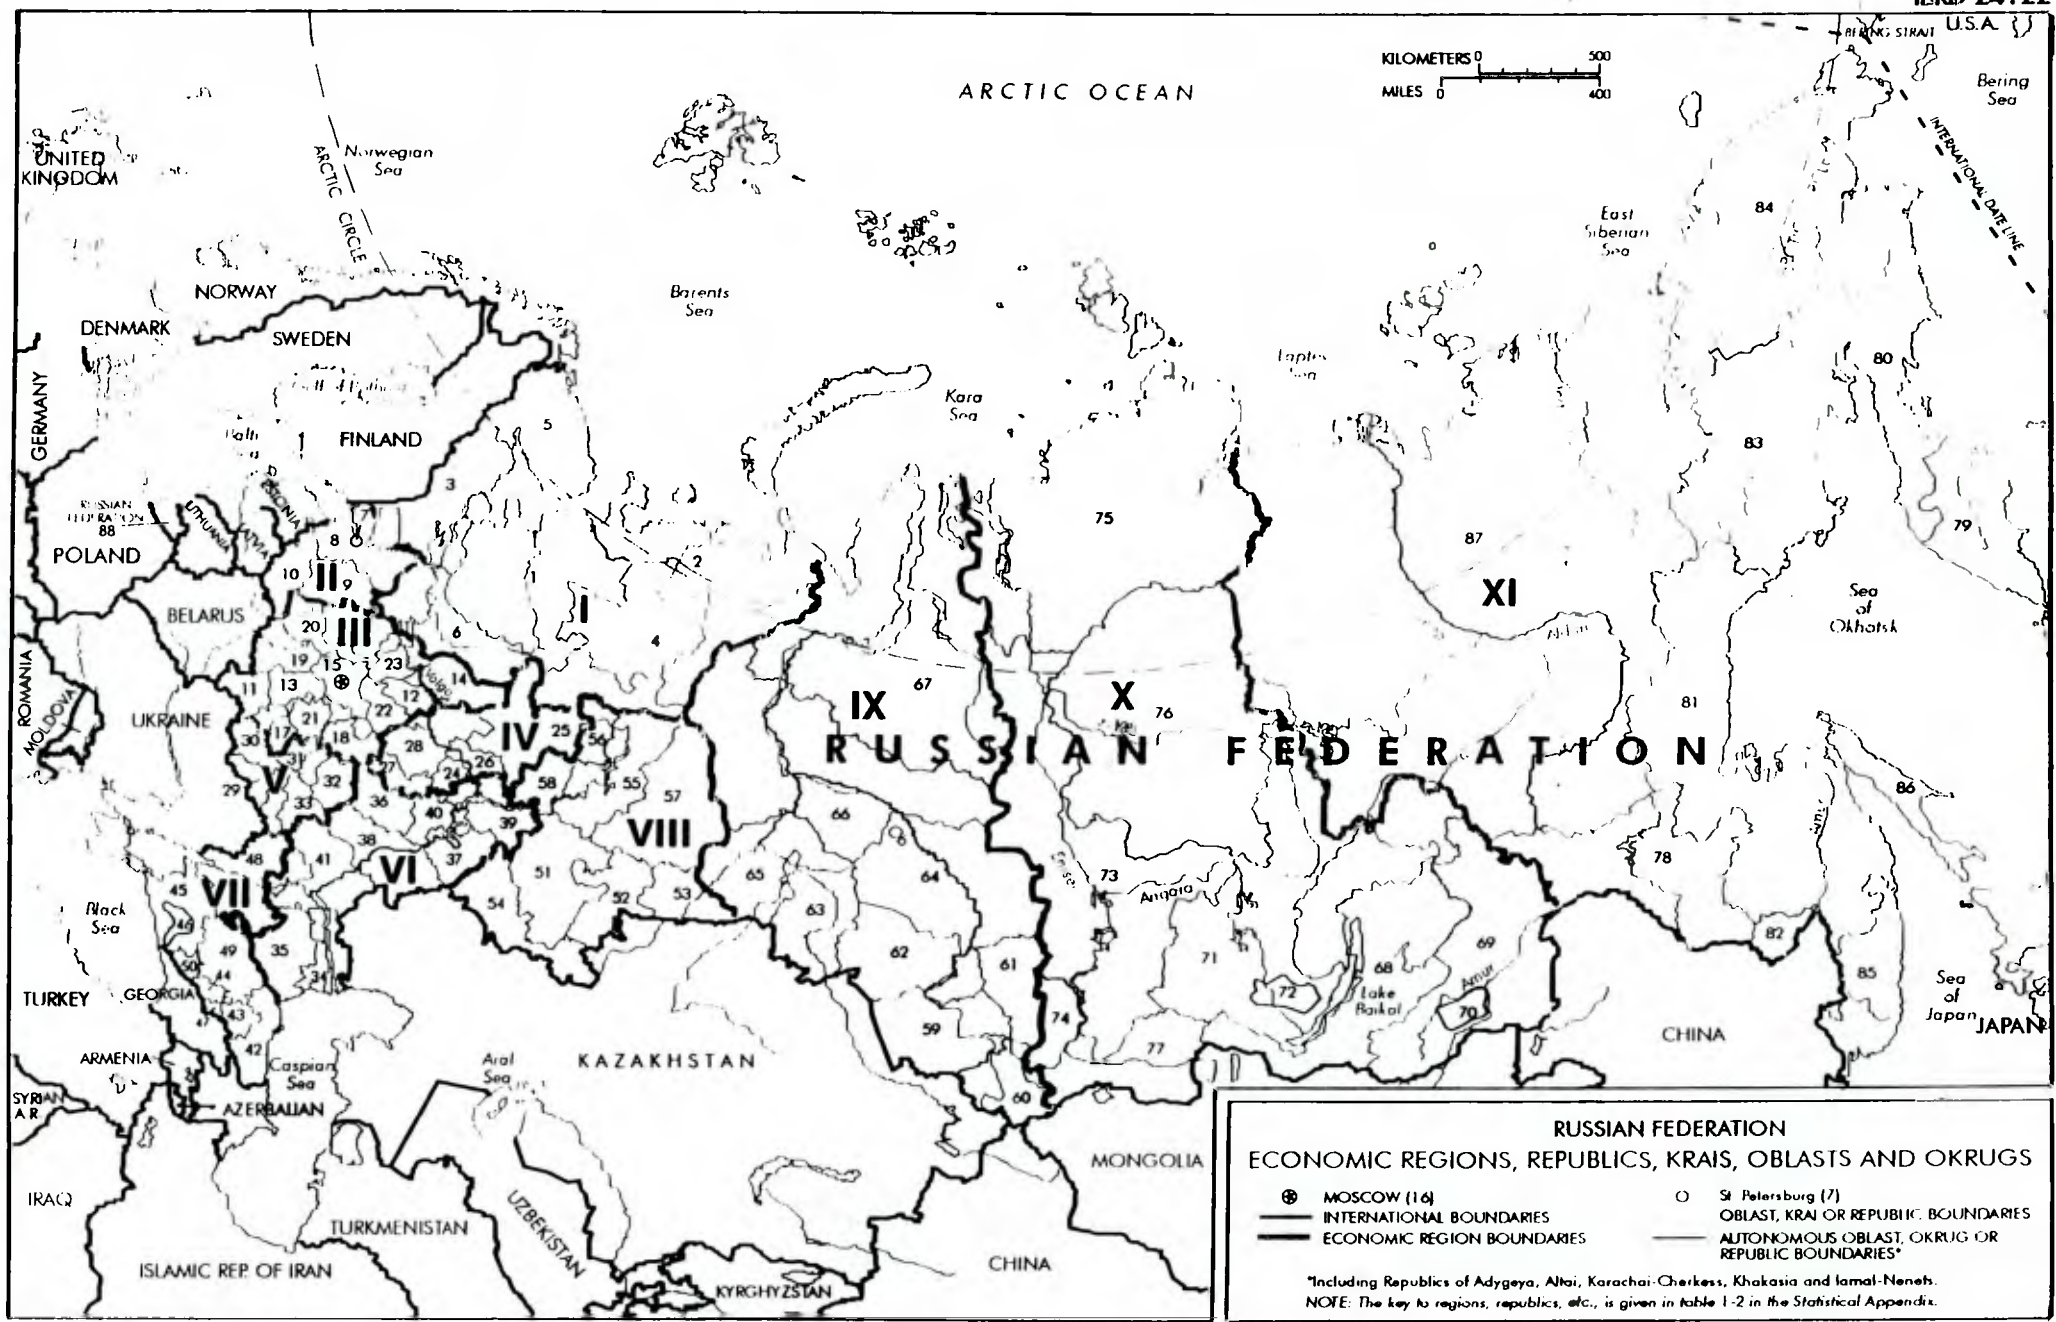 U.S.A.
BERING STRAIT
KILOMETERS 0 500
MILES 0 400
ARCTIC OCEAN
Bering
Sea
INTERNATIONAL DATE LINE
UNITED
KINGDOM
ARCTIC CIRCLE
Norwegian
Sea
East
Siberian
Sea
84
NORWAY
Barents
Sea
DENMARK
SWEDEN
Laptev
Sea
80
GERMANY
Kara
Sea
FINLAND
5
83
3
RUSSIAN
FEDERATION
88
LITHUANIA
LATVIA
ESTONIA
7
75
79
8
87
POLAND
2
10
II
9
1
XI
Sea
of
Okhotsk
BELARUS
I
20
III
6
4
19
15
23
ROMANIA
MOLDOVA
11
13
12
Volga
14
IX
67
X
76
81
UKRAINE
21
22
30
17
18
28
IV
25
56
RUSSIAN FEDERATION
V
31
32
27
24
26
58
55
57
29
33
36
40
39
VIII
66
86
Amur
38
48
41
VI
37
51
78
45
VII
54
52
53
65
64
73
Angara
Black
Sea
46
63
49
35
62
82
69
50
44
34
61
71
68
85
TURKEY
GEORGIA
72
Lake
Baikal
Amur
70
Sea
of
Japan
JAPAN
47
43
59
74
CHINA
42
77
ARMENIA
Caspian
Sea
Aral
Sea
KAZAKHSTAN
SYRIAN
A R
AZERBAIJAN
60
MONGOLIA
IRAQ
TURKMENISTAN
UZBEKISTAN
ISLAMIC REP. OF IRAN
CHINA
KYRGHYZSTAN
RUSSIAN FEDERATION
ECONOMIC REGIONS, REPUBLICS, KRAIS, OBLASTS AND OKRUGS
MOSCOW (16)
INTERNATIONAL BOUNDARIES
ECONOMIC REGION BOUNDARIES
St Petersburg (7)
OBLAST, KRAI OR REPUBLIC BOUNDARIES
AUTONOMOUS OBLAST, OKRUG OR
REPUBLIC BOUNDARIES*
*Including Republics of Adygeya, Altai, Karachai-Cherkess, Khakasia and Iamal-Nenets.
NOTE: The key to regions, republics, etc., is given in table 1-2 in the Statistical Appendix.